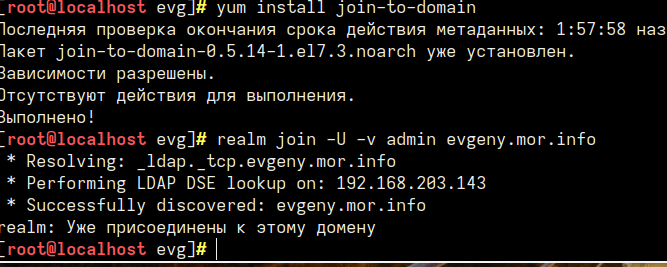 [root@localhost evg]# yum install join-to-domain
Последняя проверка окончания срока действия метаданных: 1:57:58 наз
Пакет join-to-domain-0.5.14-1.el7.3.noarch уже установлен.
Зависимости разрешены.
Отсутствуют действия для выполнения.
Выполнено!
[root@localhost evg]# realm join -U -v admin evgeny.mor.info
* Resolving: _ldap._tcp.evgeny.mor.info
* Performing LDAP DSE lookup on: 192.168.203.143
* Successfully discovered: evgeny.mor.info
realm: Уже присоединены к этому домену
[root@localhost evg]#